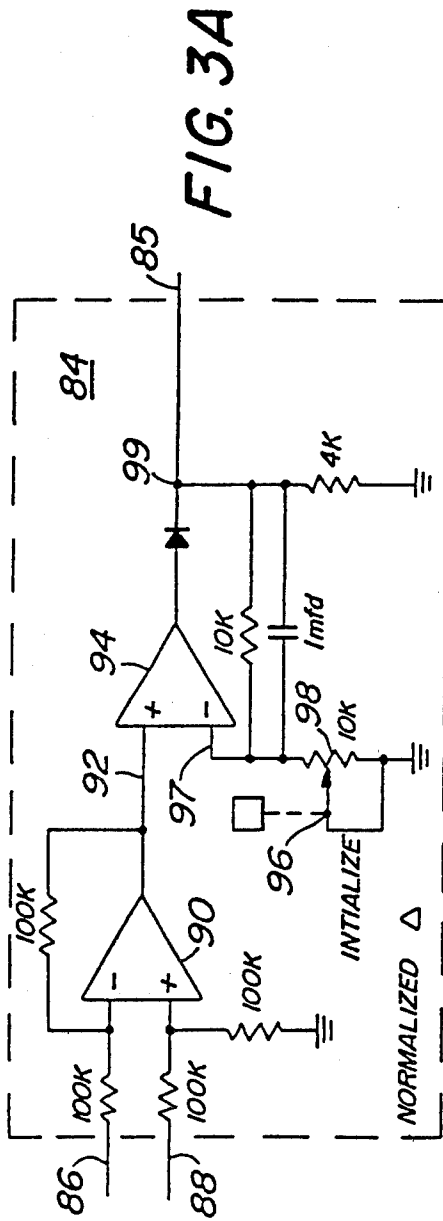 FIG. 3A
84
85
86
88
100K
100K
100K
100K
90
92
94
97
99
10K
1mfd
98
10K
4K
96
INTIALIZE
NORMALIZED Δ
+
-
-
+